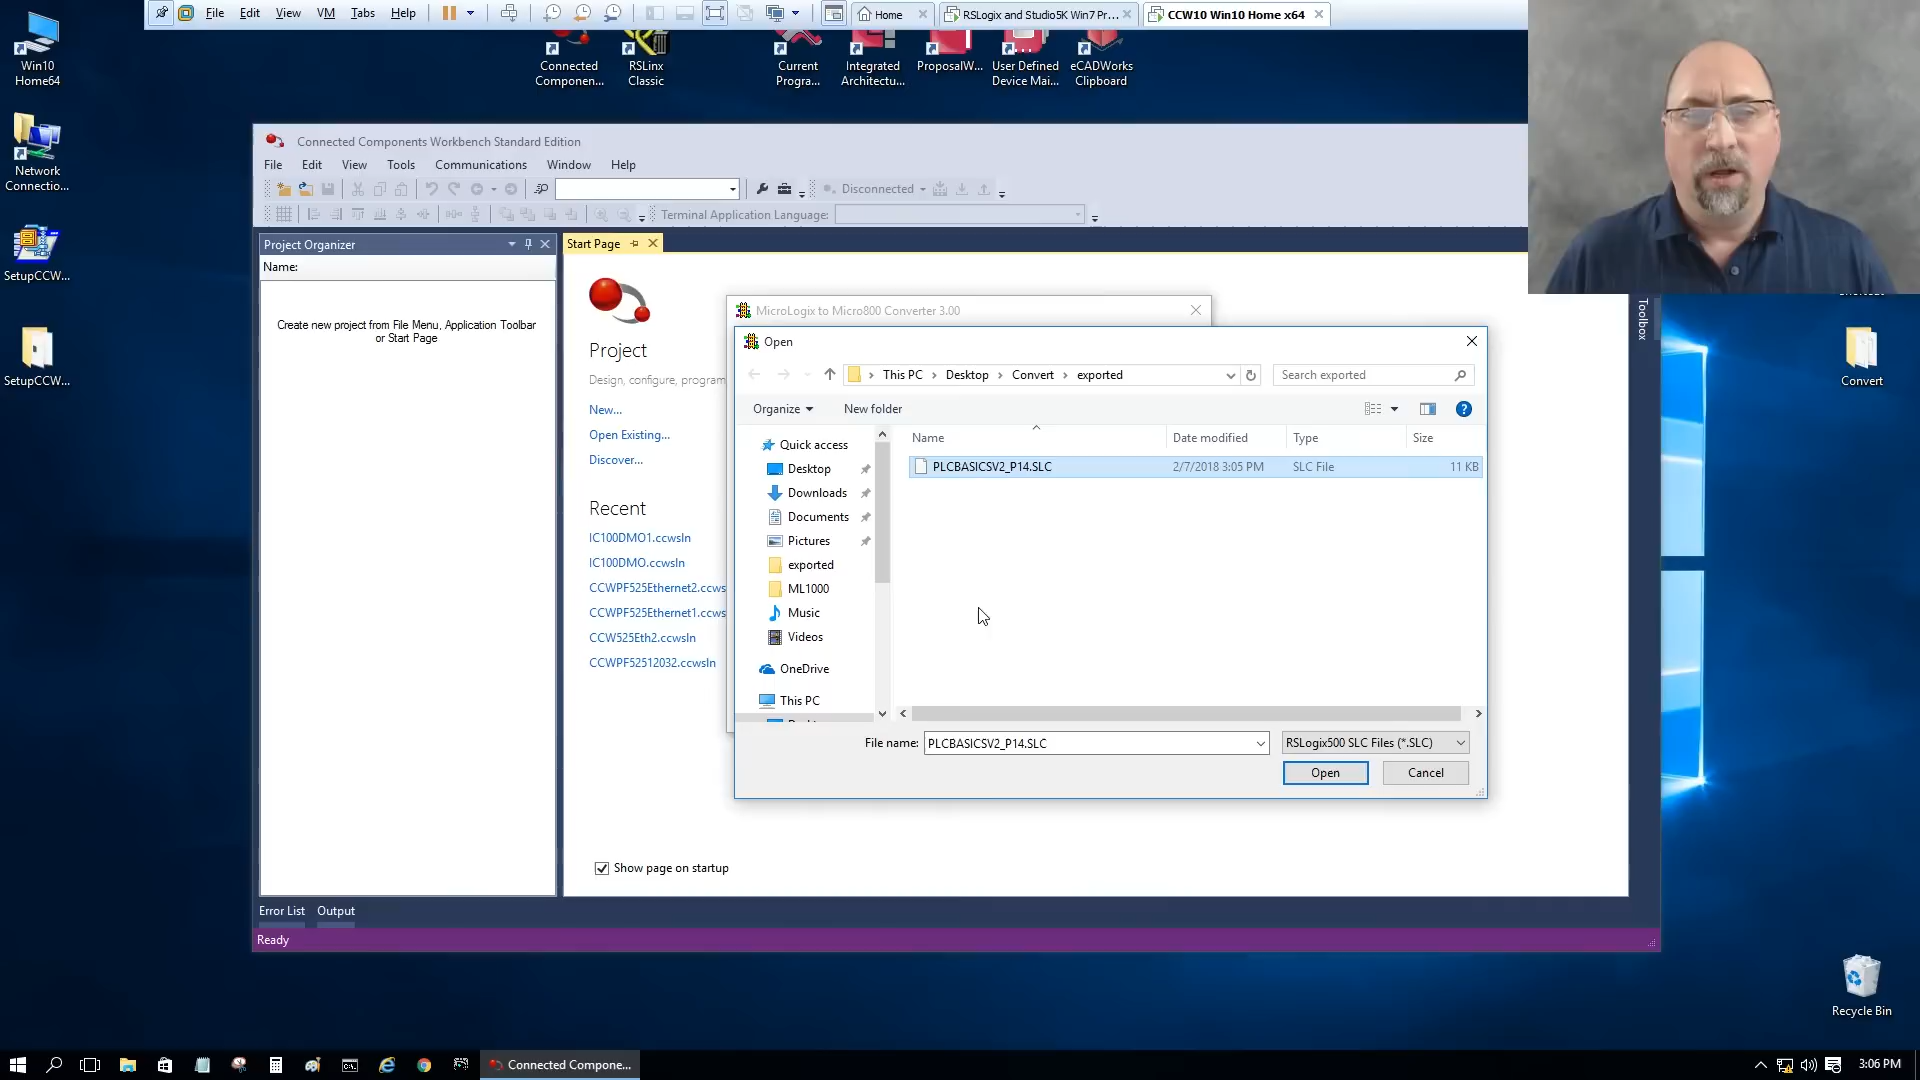 File Edit View VM Tabs Help
Home
RSLogix and Studio5K Win7 Pr...
CCW10 Win10 Home x64
Win10
Home64
Network
Connectio...
SetupCCW...
SetupCCW...
Connected
Componen...
RSLinx
Classic
Current
Progra...
Integrated
Architectu...
ProposalW...
User Defined
Device Mai...
eCADWorks
Clipboard
Connected Components Workbench Standard Edition
File Edit View Tools Communications Window Help
Disconnected
Terminal Application Language:
Project Organizer
Name:
Create new project from File Menu, Application Toolbar
or Start Page
Start Page
Project
Design, configure, program
New...
Open Existing...
Discover...
Recent
IC100DMO1.ccwsln
IC100DMO.ccwsln
CCWPF525Ethernet2.ccws
CCWPF525Ethernet1.ccws
CCW525Eth2.ccwsln
CCWPF52512032.ccwsln
Show page on startup
MicroLogix to Micro800 Converter 3.00
Open
This PC > Desktop > Convert > exported
Search exported
Organize New folder
Quick access
Desktop
Downloads
Documents
Pictures
exported
ML1000
Music
Videos
OneDrive
This PC
Name Date modified Type Size
PLCBASICSV2_P14.SLC 2/7/2018 3:05 PM SLC File 11 KB
File name: PLCBASICSV2_P14.SLC RSLogix500 SLC Files (*.SLC)
Open Cancel
Toolbox
Convert
Error List Output
Ready
Recycle Bin
Connected Compone...
3:06 PM